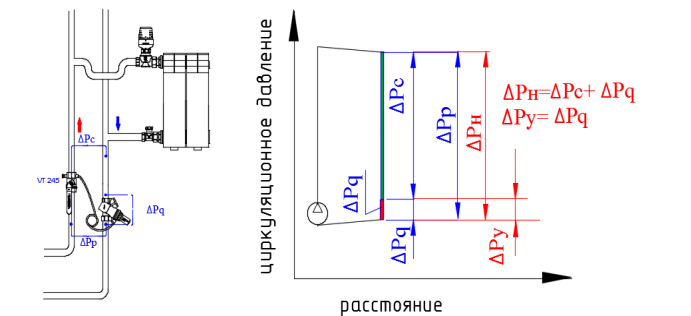 ΔPc
VT 245
ΔPq
ΔPp
циркуляционное давление
ΔPc
ΔPp
ΔPн
ΔPq
ΔPq
ΔPy
ΔPн=ΔPc+ ΔPq
ΔPy= ΔPq
расстояние